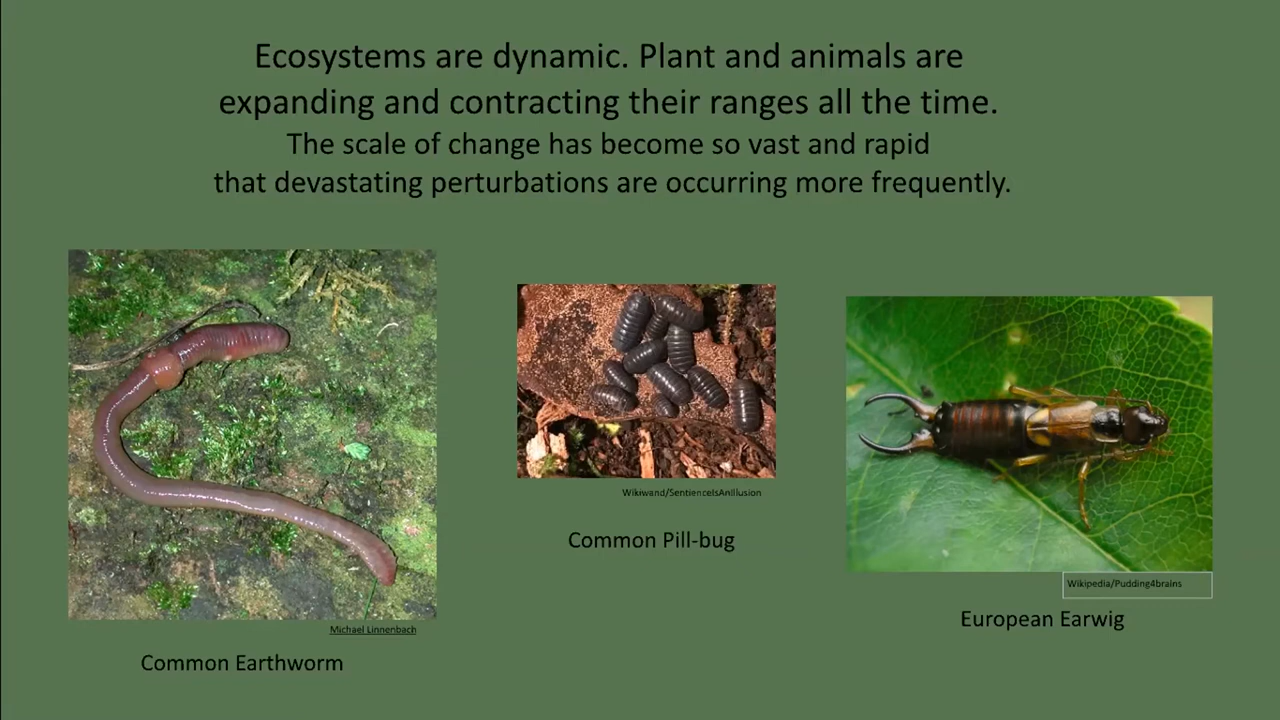 Ecosystems are dynamic. Plant and animals are
expanding and contracting their ranges all the time.
The scale of change has become so vast and rapid
that devastating perturbations are occurring more frequently.
Wikiwand/SentienceIsAnIllusion
Common Pill-bug
Wikipedia/Pudding4brains
European Earwig
Michael Linnenbach
Common Earthworm